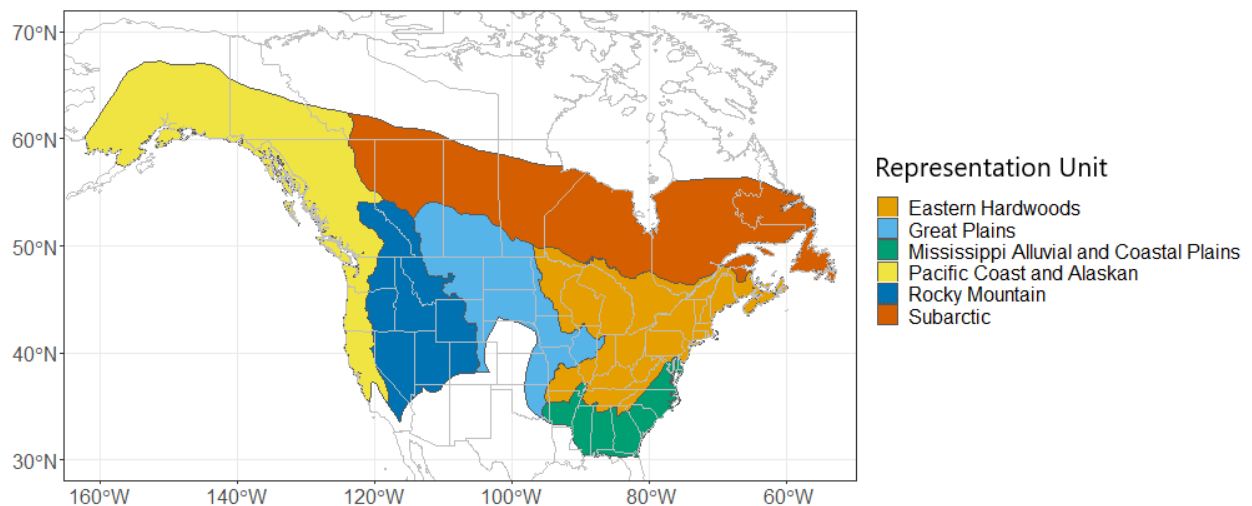 70°N
60°N
50°N
40°N
30°N
160°W 140°W 120°W 100°W 80°W 60°W
Representation Unit
Eastern Hardwoods
Great Plains
Mississippi Alluvial and Coastal Plains
Pacific Coast and Alaskan
Rocky Mountain
Subarctic